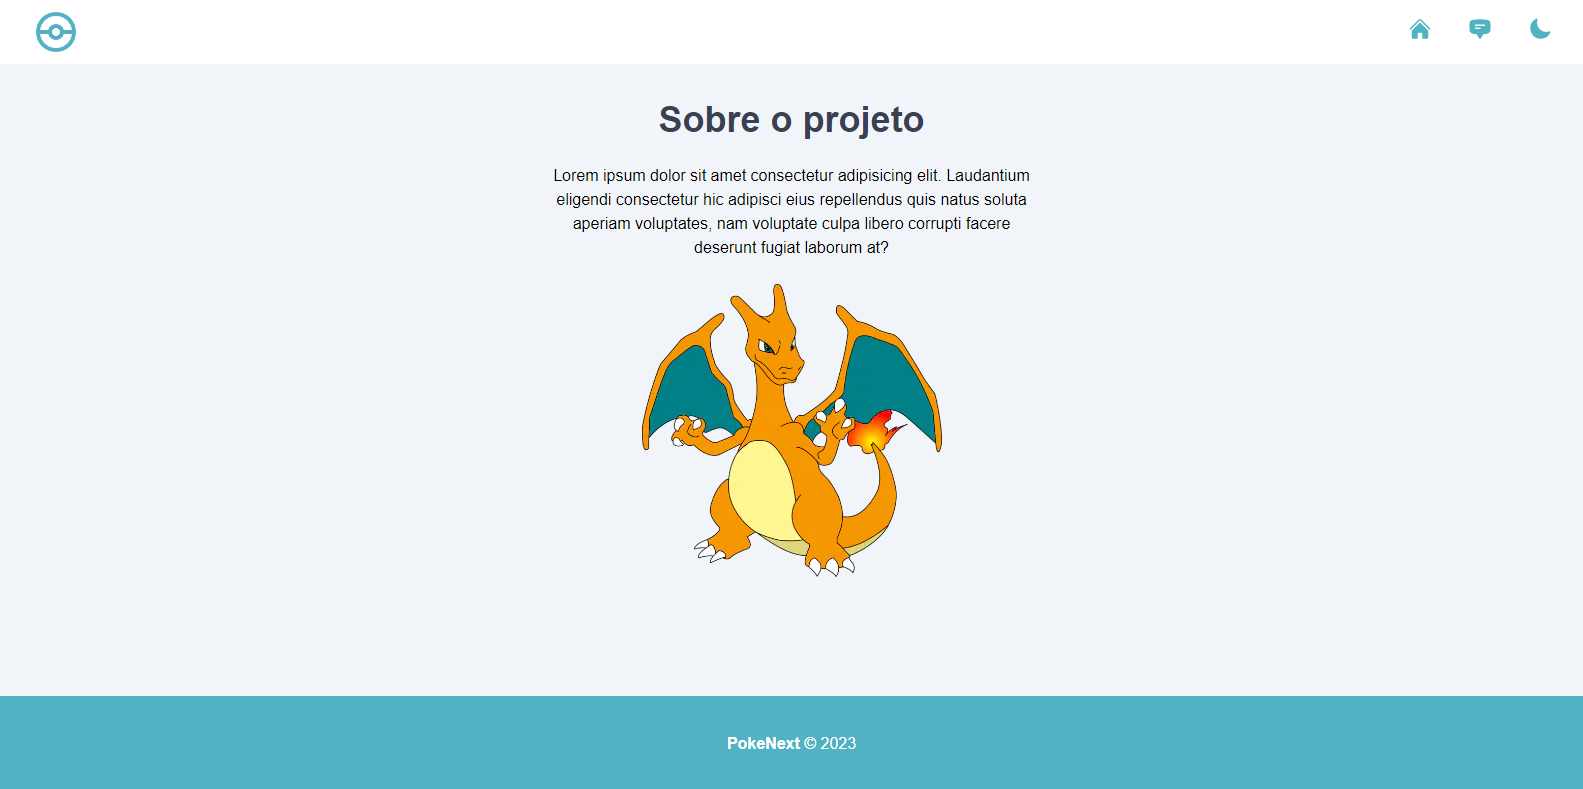 Sobre o projeto
Lorem ipsum dolor sit amet consectetur adipisicing elit. Laudantium
eligendi consectetur hic adipisci eius repellendus quis natus soluta
aperiam voluptates, nam voluptate culpa libero corrupti facere
deserunt fugiat laborum at?
PokeNext © 2023